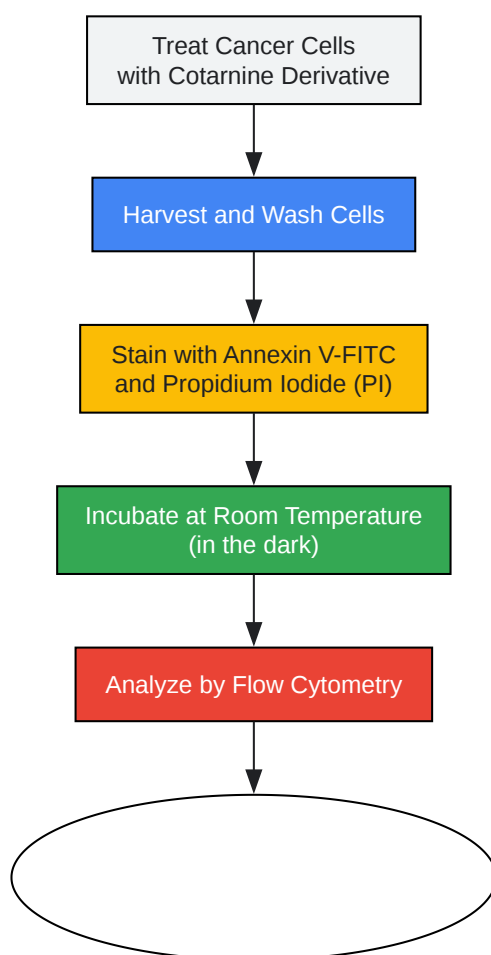 Treat Cancer Cells
with Cotarnine Derivative
Harvest and Wash Cells
Stain with Annexin V-FITC
and Propidium Iodide (PI)
Incubate at Room Temperature
(in the dark)
Analyze by Flow Cytometry